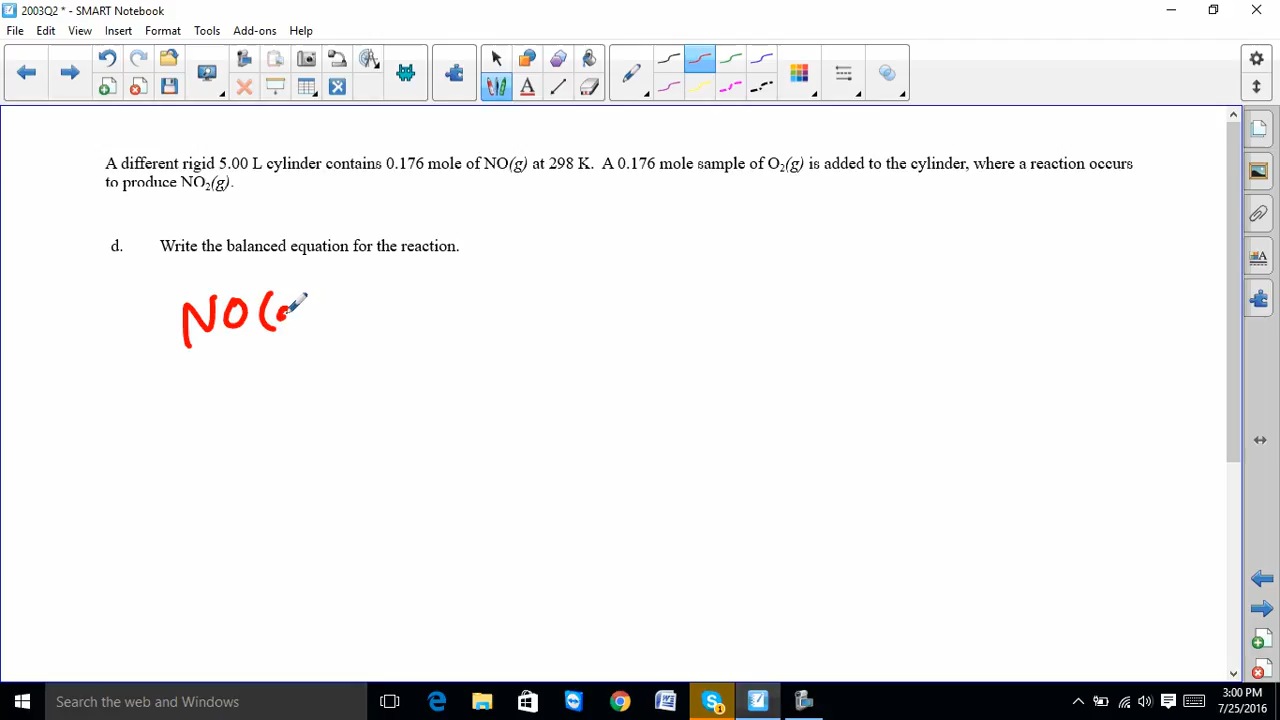 2003Q2 * - SMART Notebook
File Edit View Insert Format Tools Add-ons Help
A different rigid 5.00 L cylinder contains 0.176 mole of NO(g) at 298 K. A 0.176 mole sample of O₂(g) is added to the cylinder, where a reaction occurs
to produce NO₂(g).
d. Write the balanced equation for the reaction.
NO(
Search the web and Windows
3:00 PM
7/25/2016